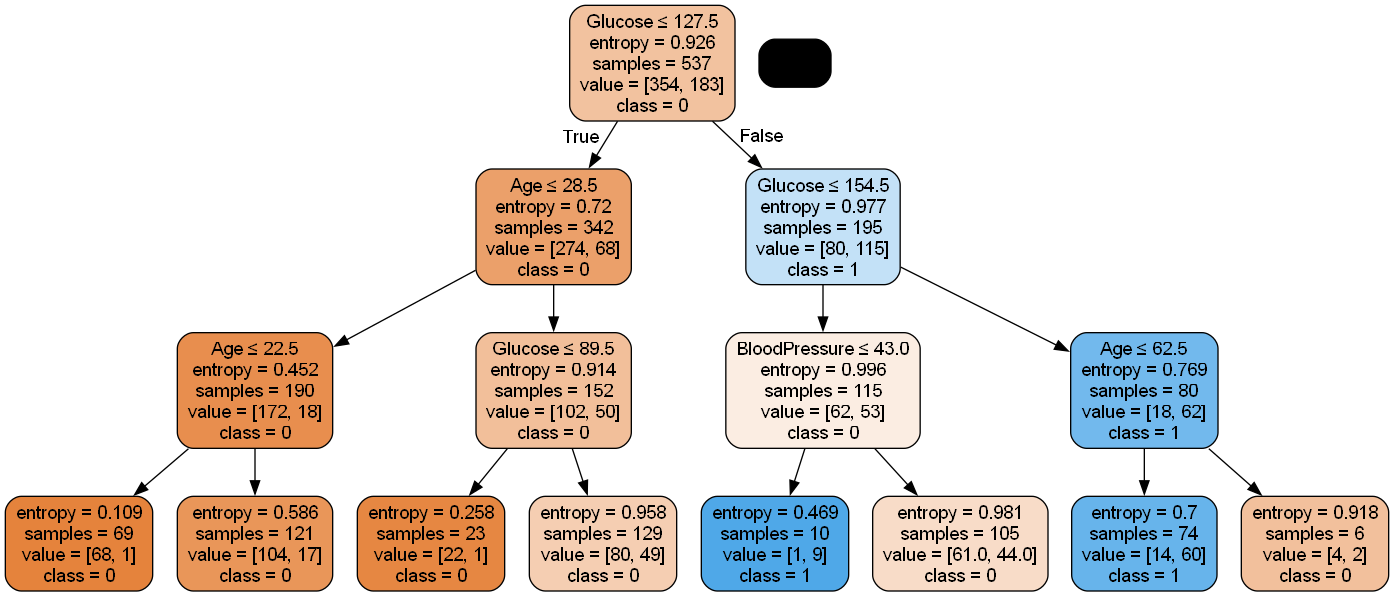 Glucose ≤ 127.5
entropy = 0.926
samples = 537
value = [354, 183]
class = 0
True
False
Age ≤ 28.5
entropy = 0.72
samples = 342
value = [274, 68]
class = 0
Glucose ≤ 154.5
entropy = 0.977
samples = 195
value = [80, 115]
class = 1
Age ≤ 22.5
entropy = 0.452
samples = 190
value = [172, 18]
class = 0
Glucose ≤ 89.5
entropy = 0.914
samples = 152
value = [102, 50]
class = 0
BloodPressure ≤ 43.0
entropy = 0.996
samples = 115
value = [62, 53]
class = 0
Age ≤ 62.5
entropy = 0.769
samples = 80
value = [18, 62]
class = 1
entropy = 0.109
samples = 69
value = [68, 1]
class = 0
entropy = 0.586
samples = 121
value = [104, 17]
class = 0
entropy = 0.258
samples = 23
value = [22, 1]
class = 0
entropy = 0.958
samples = 129
value = [80, 49]
class = 0
entropy = 0.469
samples = 10
value = [1, 9]
class = 1
entropy = 0.981
samples = 105
value = [61.0, 44.0]
class = 0
entropy = 0.7
samples = 74
value = [14, 60]
class = 1
entropy = 0.918
samples = 6
value = [4, 2]
class = 0